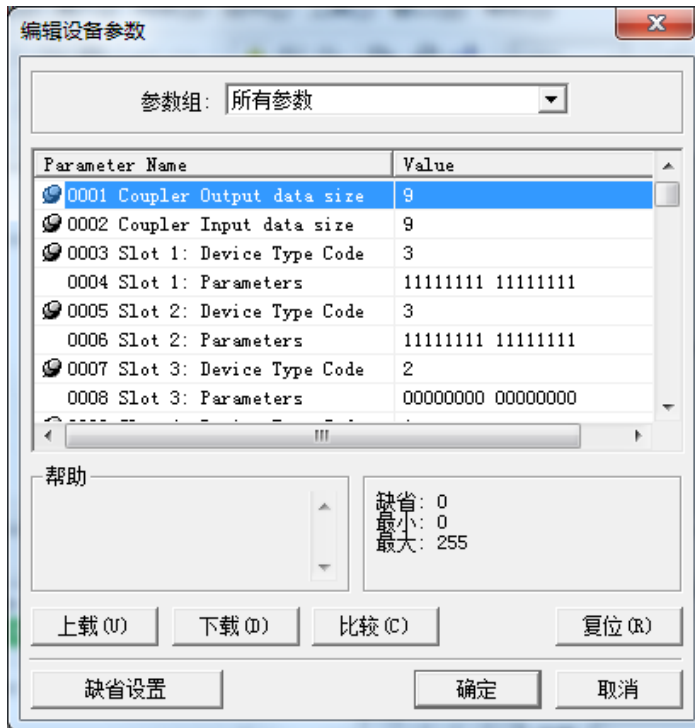 编辑设备参数
参数组: 所有参数
Parameter Name Value
0001 Coupler Output data size 9
0002 Coupler Input data size 9
0003 Slot 1: Device Type Code 3
0004 Slot 1: Parameters 11111111 11111111
0005 Slot 2: Device Type Code 3
0006 Slot 2: Parameters 11111111 11111111
0007 Slot 3: Device Type Code 2
0008 Slot 3: Parameters 00000000 00000000
帮助
缺省: 0
最小: 0
最大: 255
上载(U) 下载(D) 比较(C) 复位(R)
缺省设置 确定 取消